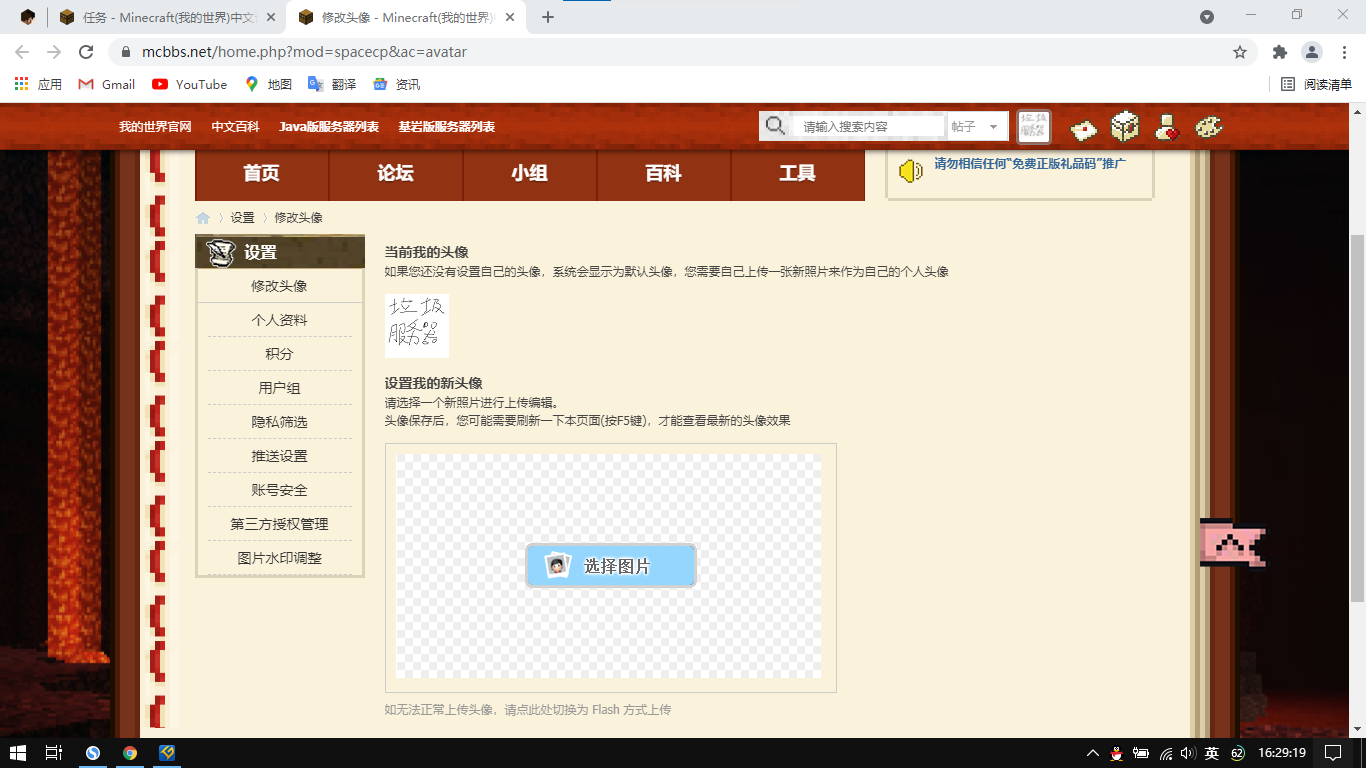 任务 - Minecraft(我的世界)中文
修改头像 - Minecraft(我的世界)
mcbbs.net/home.php?mod=spacecp&ac=avatar
应用 Gmail YouTube 地图 翻译 资讯 阅读清单
我的世界官网 中文百科 Java版服务器列表 基岩版服务器列表 请输入搜索内容 帖子
首页 论坛 小组 百科 工具
请勿相信任何“免费正版礼品码”推广
设置 修改头像
设置
修改头像
个人资料
积分
用户组
隐私筛选
推送设置
账号安全
第三方授权管理
图片水印调整
当前我的头像
如果您还没有设置自己的头像，系统会显示为默认头像，您需要自己上传一张新照片来作为自己的个人头像
垃圾
服务器
设置我的新头像
请选择一个新照片进行上传编辑。
头像保存后，您可能需要刷新一下本页面(按F5键)，才能查看最新的头像效果
选择图片
如无法正常上传头像，请点此处切换为 Flash 方式上传
英 62 16:29:19